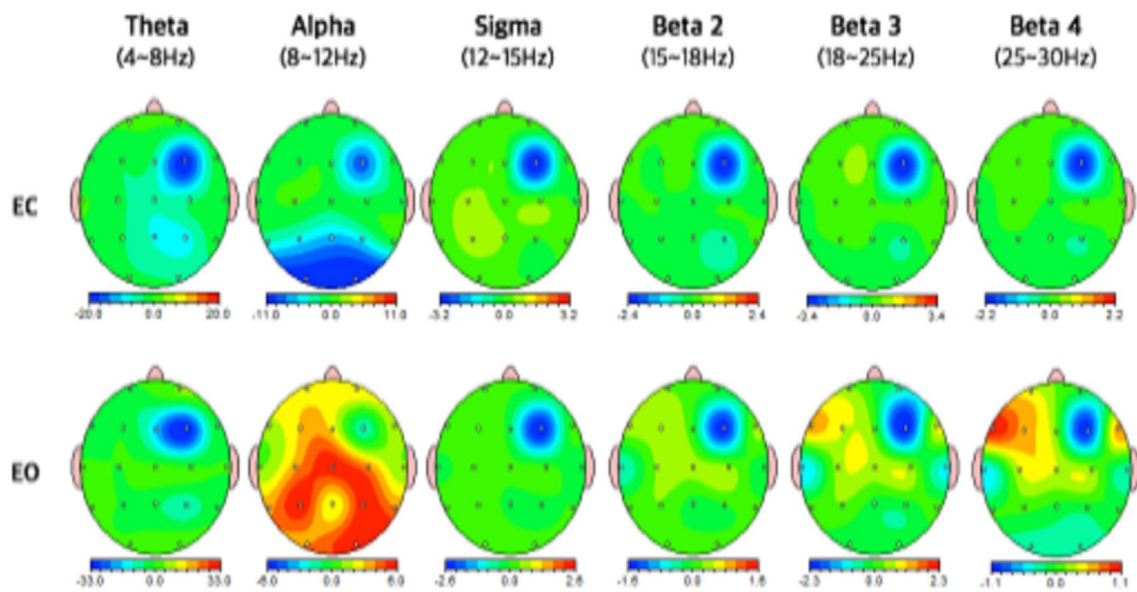 Theta Alpha Sigma Beta 2 Beta 3 Beta 4
(4~8Hz) (8~12Hz) (12~15Hz) (15~18Hz) (18~25Hz) (25~30Hz)
EC
-20.0 0.0 20.0 -11.0 0.0 11.0 -3.2 0.0 3.2 -2.4 0.0 2.4 -3.4 0.0 3.4 -2.2 0.0 2.2
EO
-33.0 0.0 33.0 -6.0 0.0 6.0 -2.6 0.0 2.6 -1.6 0.0 1.6 -2.3 0.0 2.3 -1.1 0.0 1.1